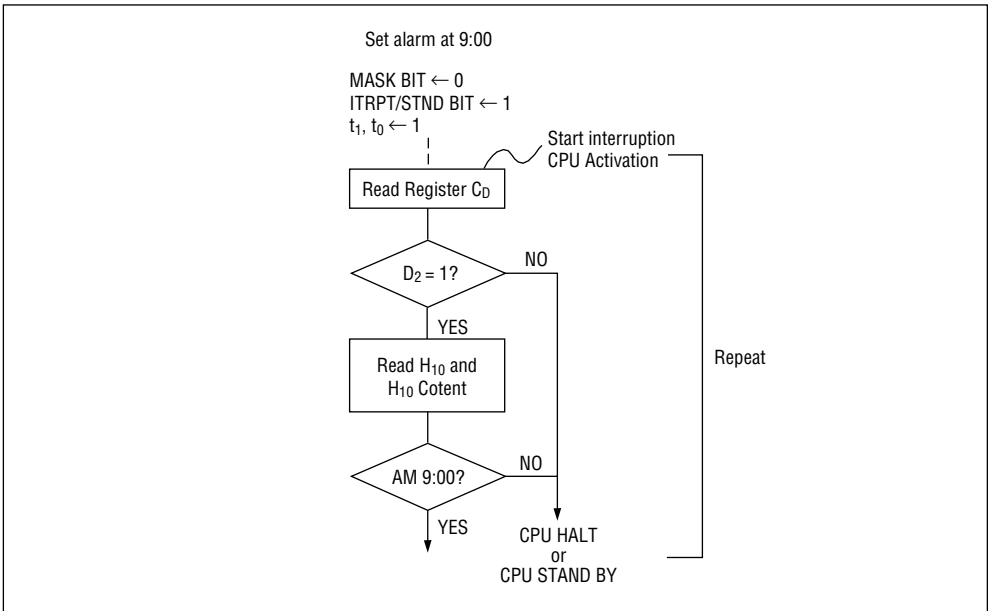 Set alarm at 9:00
MASK BIT ← 0
ITRPT/STND BIT ← 1
t₁, t₀ ← 1
Start interruption
CPU Activation
Read Register C_D
D₂ = 1?
NO
YES
Read H₁₀ and
H₁₀ Cotent
Repeat
AM 9:00?
NO
YES
CPU HALT
or
CPU STAND BY